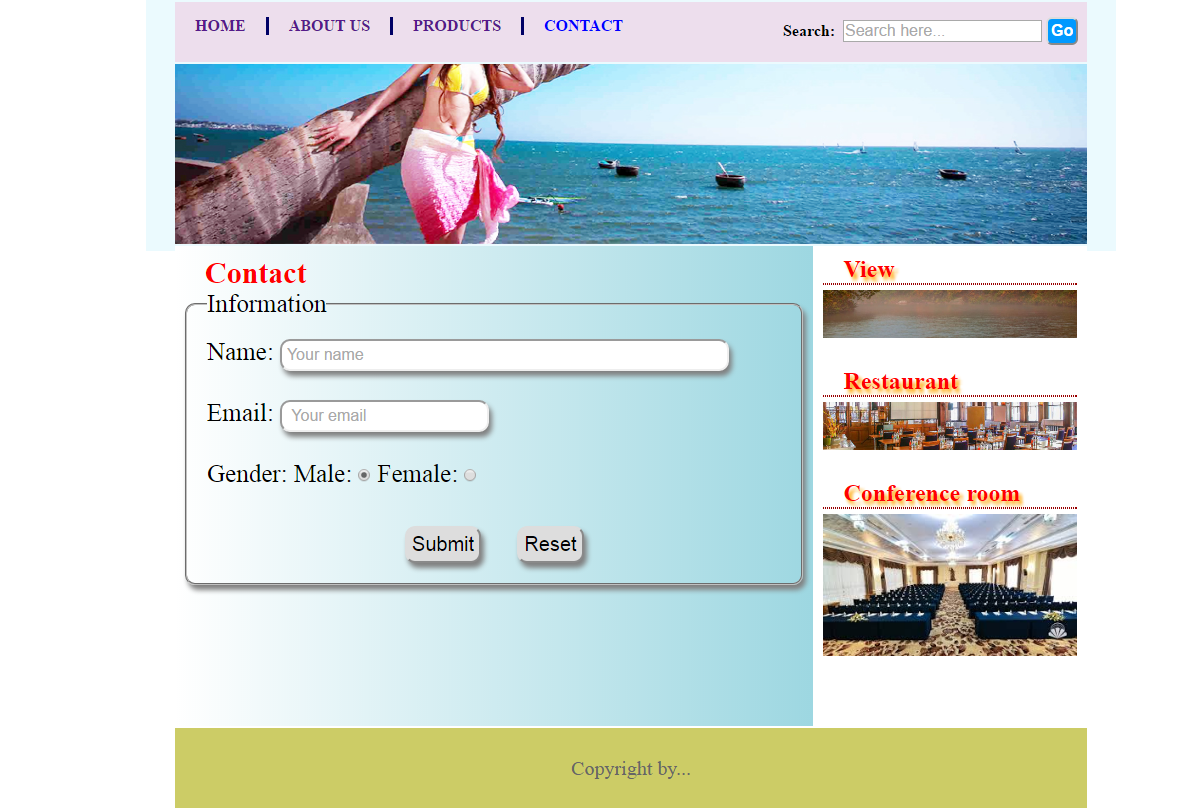 HOME ABOUT US PRODUCTS CONTACT Search: Search here... Go
Contact
Information
Name: Your name
Email: Your email
Gender: Male: Female:
Submit Reset
View
Restaurant
Conference room
Copyright by...